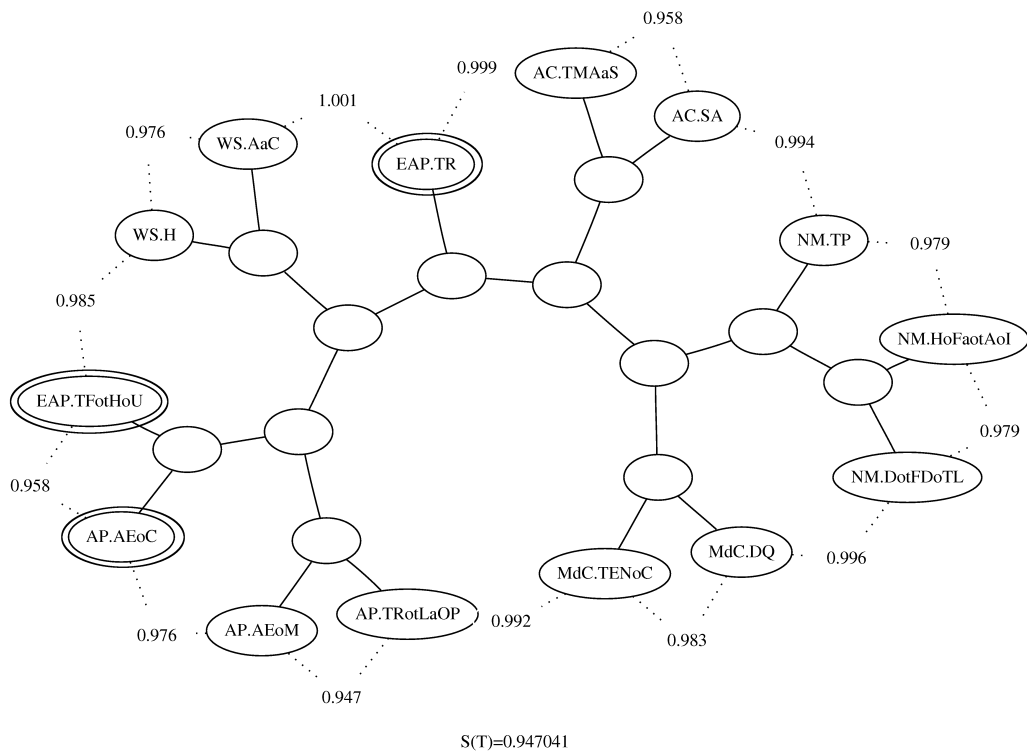 0.958
0.999
AC.TMAaS
1.001
AC.SA
0.976
WS.AaC
0.994
EAP.TR
WS.H
NM.TP
0.979
0.985
NM.HoFaotAoI
EAP.TFotHoU
0.979
0.958
NM.DotFDoTL
AP.AEoC
MdC.DQ
0.996
MdC.TENoC
AP.TRotLaOP
0.992
0.976
AP.AEoM
0.983
0.947
S(T)=0.947041